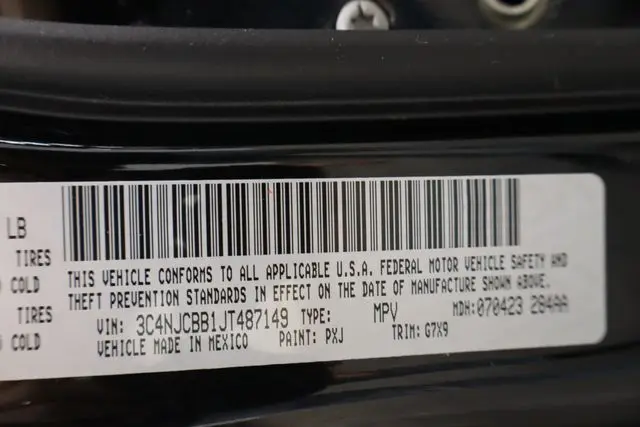 LB
TIRES
COLD
TIRES
COLD
THIS VEHICLE CONFORMS TO ALL APPLICABLE U.S.A. FEDERAL MOTOR VEHICLE SAFETY AND
THEFT PREVENTION STANDARDS IN EFFECT ON THE DATE OF MANUFACTURE SHOWN ABOVE.
VIN: 3C4NJCBB1JT487149 TYPE: MPV MDH:070423 284AA
VEHICLE MADE IN MEXICO PAINT: PXJ TRIM: G7X9